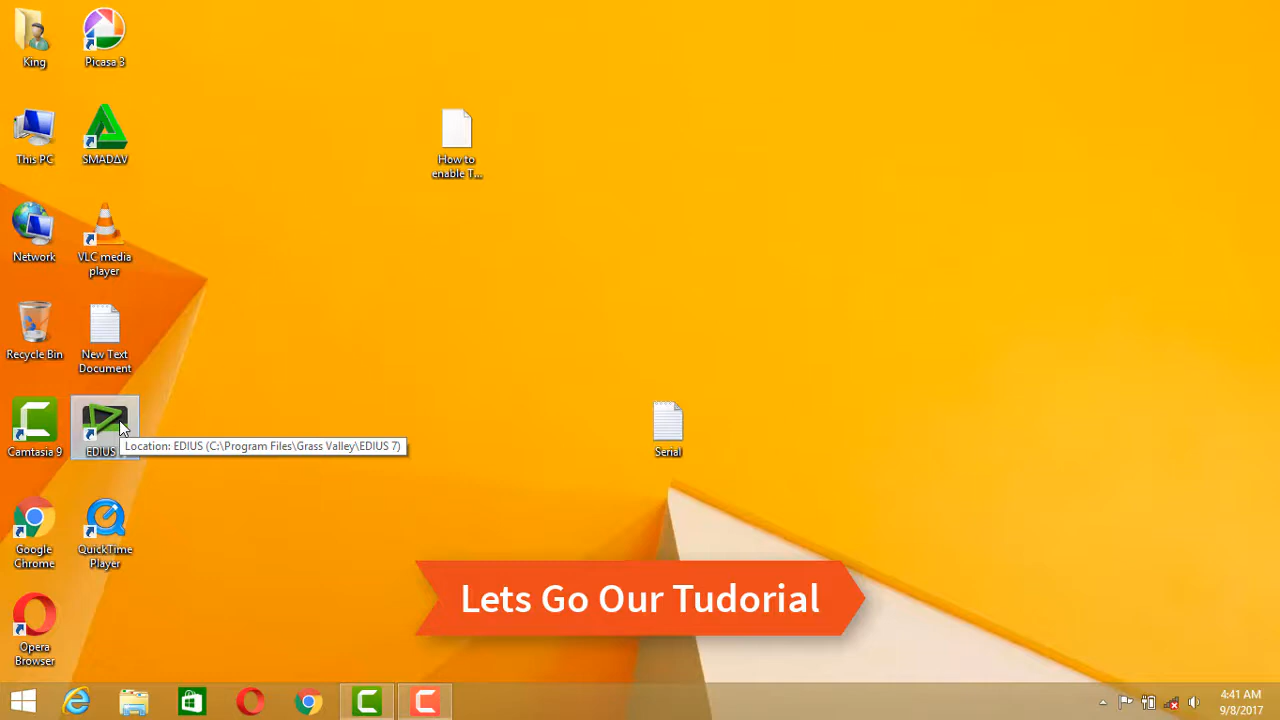 King
Picasa 3
How to
enable T...
This PC
SMADΔV
Network
VLC media
player
Recycle Bin
New Text
Document
Camtasia 9
EDIUS
Location: EDIUS (C:\Program Files\Grass Valley\EDIUS 7)
Serial
Google
Chrome
QuickTime
Player
Lets Go Our Tudorial
Opera
Browser
4:41 AM
9/8/2017